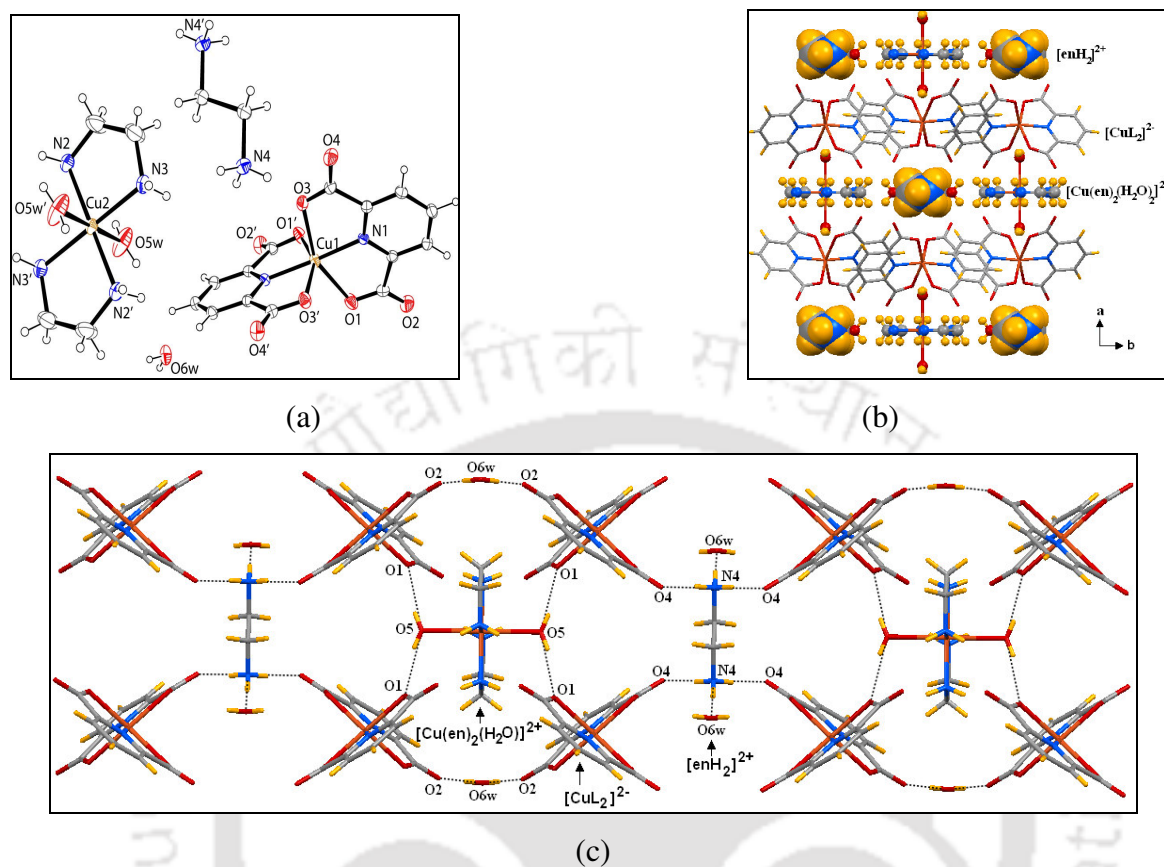 N4'
N2
N3
N4
O4
Cu2
O3
O5w'
O1'
O2'
Cu1
N1
O5w
N3'
N2'
O3'
O1
O2
O4'
O6w
(a)
[enH2]2+
[CuL2]2-
[Cu(en)2(H2O)2]2
a
b
(b)
औद्योगिकी संस्थान
O2
O6w
O2
O6w
O1
O1
N4
O4
O4
O5
O5
O1
O1
O4
N4
O4
[Cu(en)2(H2O)]2+
O6w
[enH2]2+
O2
O6w
O2
[CuL2]2-
(c)